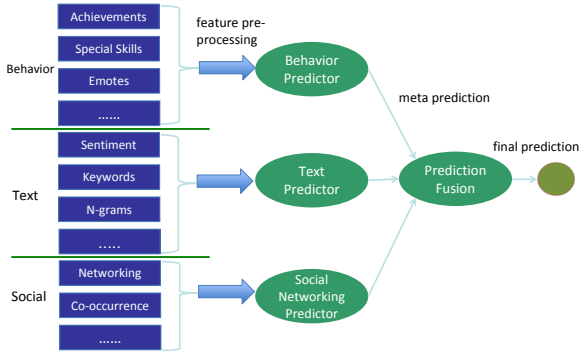 Achievements
Special Skills
Behavior
Emotes
......
feature pre-
processing
Behavior
Predictor
meta prediction
Sentiment
Keywords
Text
N-grams
.....
Text
Predictor
Prediction
Fusion
final prediction
Networking
Social
Co-occurrence
......
Social
Networking
Predictor